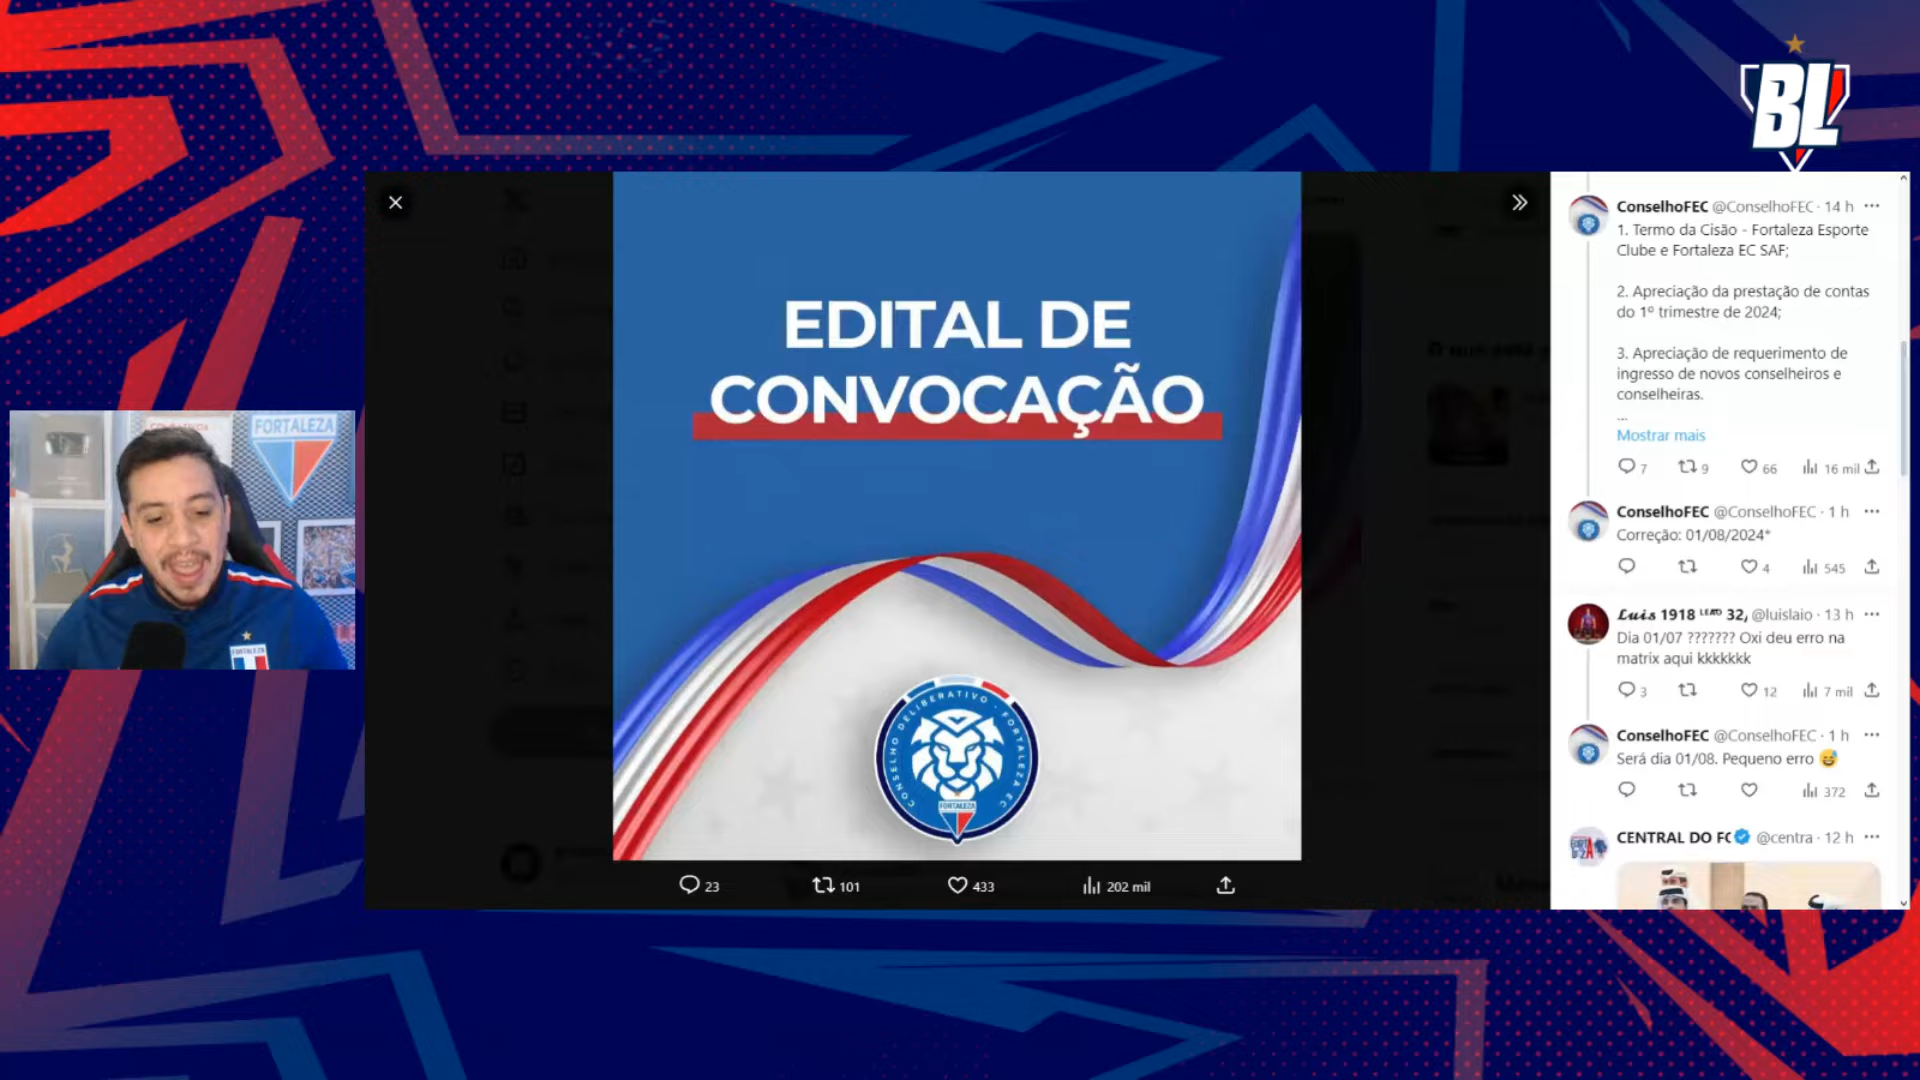 BL
EDITAL DE
CONVOCAÇÃO
CONSELHO DELIBERATIVO - FORTALEZA EC
FORTALEZA
23
101
433
202 mil
FORTALEZA
FORTALEZA
ConselhoFEC @ConselhoFEC · 14 h
1. Termo da Cisão - Fortaleza Esporte
Clube e Fortaleza EC SAF;
2. Apreciação da prestação de contas
do 1º trimestre de 2024;
3. Apreciação de requerimento de
ingresso de novos conselheiros e
conselheiras.
...
Mostrar mais
7 9 66 16 mil
ConselhoFEC @ConselhoFEC · 1 h
Correção: 01/08/2024*
4 545
𝓛𝓾𝓲𝓼 1918 ᴸᴱᴬᴼ 32, @luislaio · 13 h
Dia 01/07 ??????? Oxi deu erro na
matrix aqui kkkkkkk
3 12 7 mil
ConselhoFEC @ConselhoFEC · 1 h
Será dia 01/08. Pequeno erro 😅
372
CENTRAL DO FO @centra · 12 h